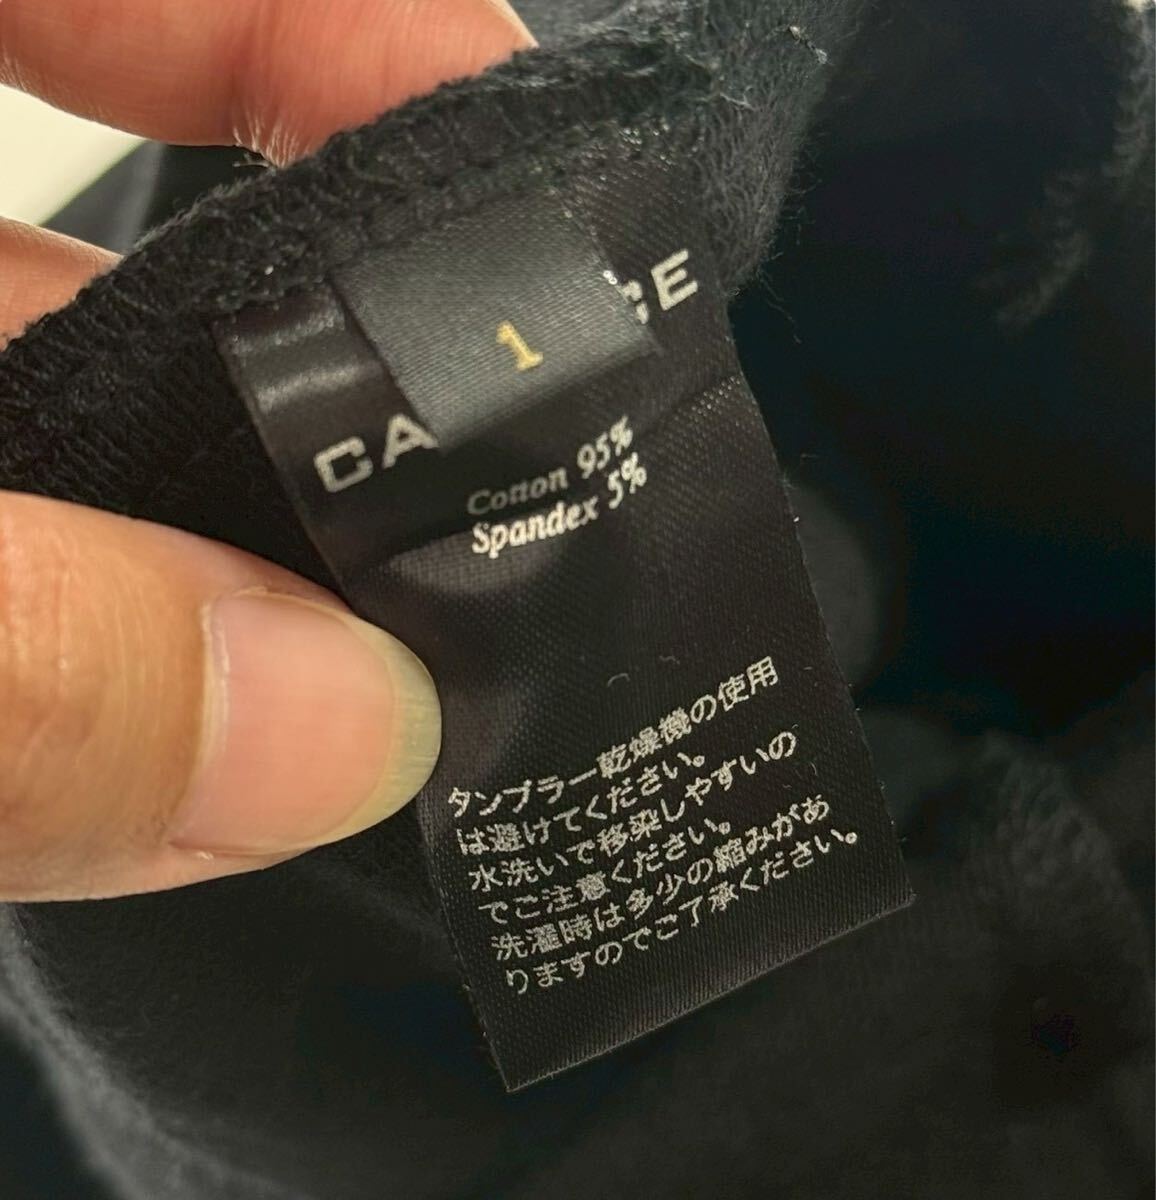 1
Cotton 95%
Spandex 5%
タンブラー乾燥機の使用
は避けてください。
水洗いで移染しやすいの
でご注意ください。
洗濯時は多少の縮みがあ
りますのでご了承ください。